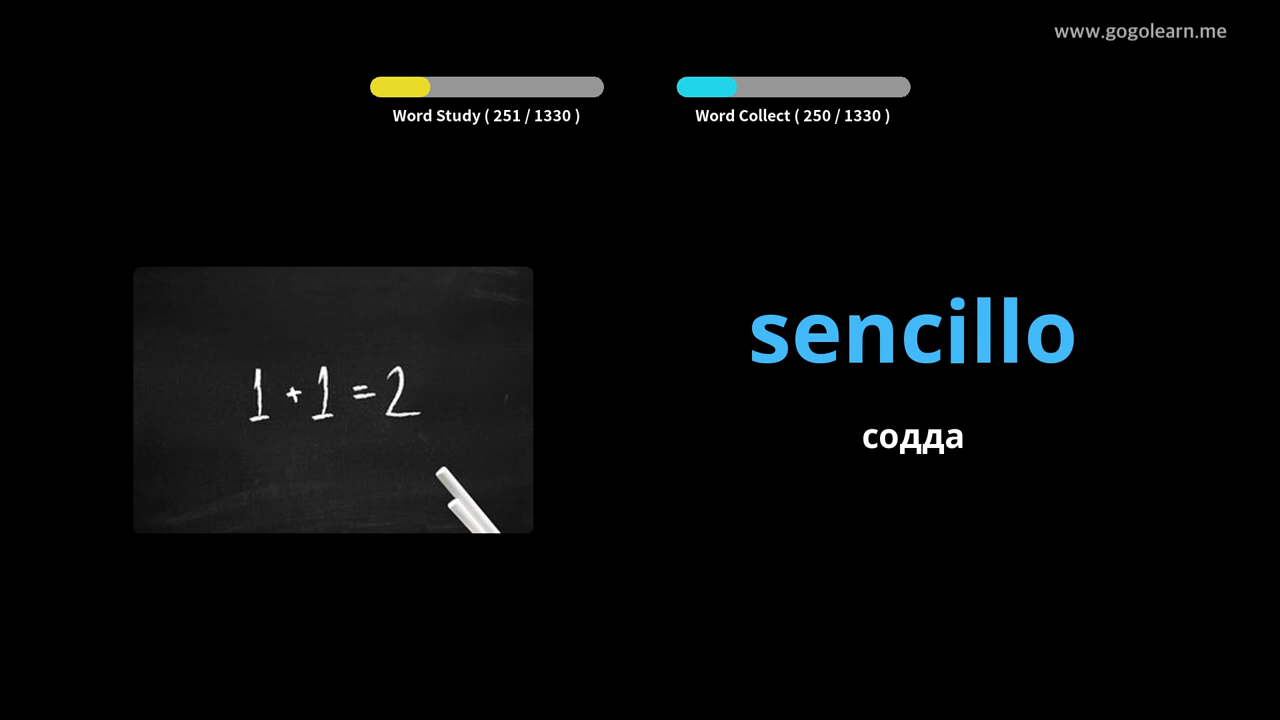 www.gogolearn.me
Word Study ( 251 / 1330 )
Word Collect ( 250 / 1330 )
1 + 1 = 2
sencillo
содда